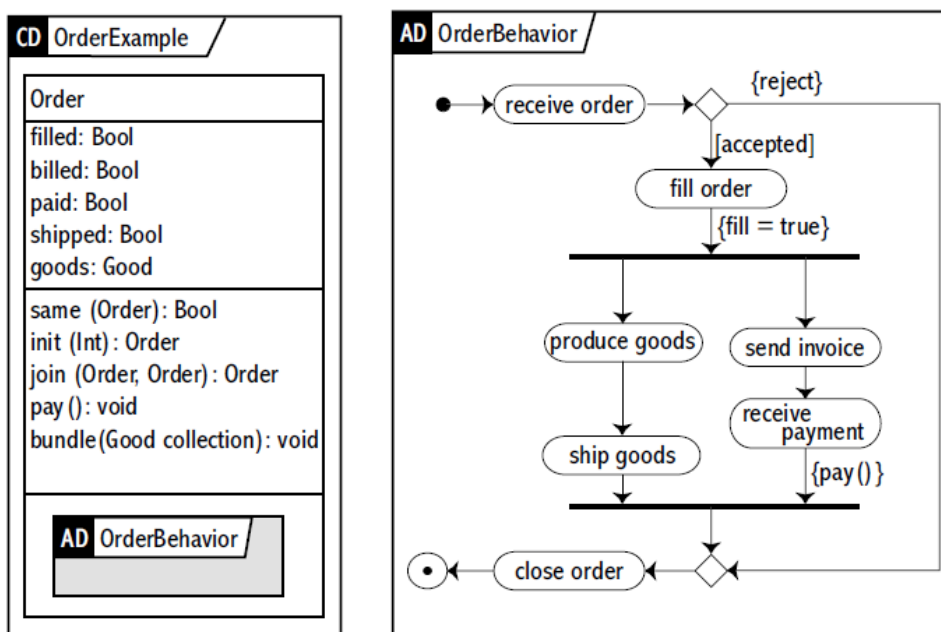 CD OrderExample
Order
filled: Bool
billed: Bool
paid: Bool
shipped: Bool
goods: Good
same (Order): Bool
init (Int): Order
join (Order, Order): Order
pay(): void
bundle(Good collection): void
AD OrderBehavior
AD OrderBehavior
receive order
{reject}
[accepted]
fill order
{fill = true}
produce goods
send invoice
receive
payment
ship goods
{pay()}
close order